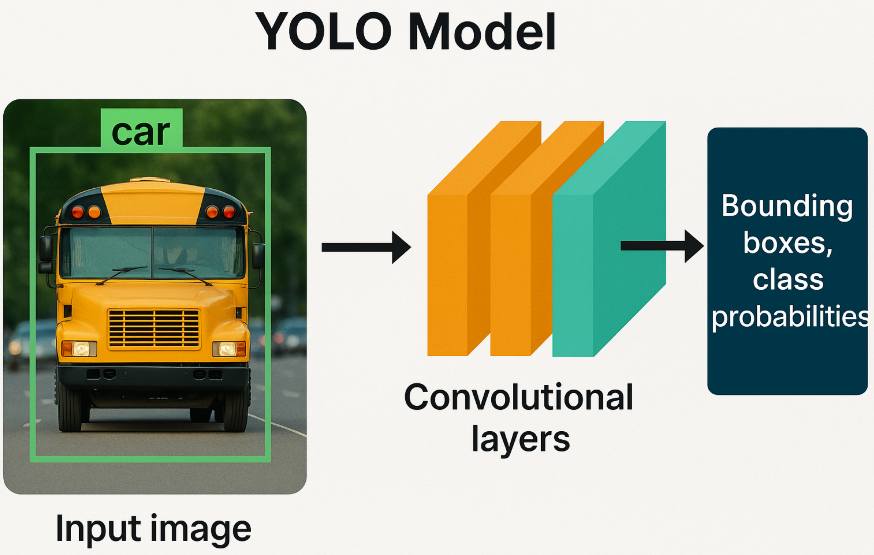 YOLO Model
car
Input image
Convolutional
layers
Bounding
boxes,
class
probabilities